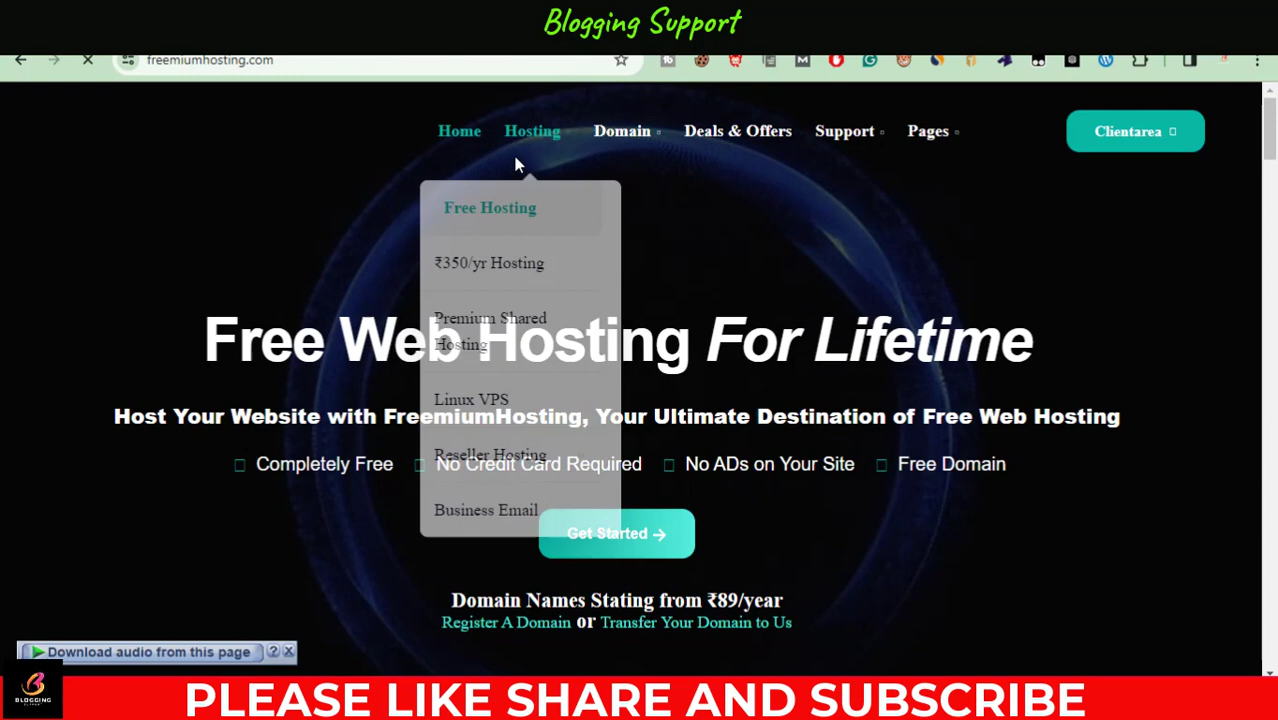 Blogging Support
freemiumhosting.com
Home Hosting Domain Deals & Offers Support Pages Clientarea
Free Hosting
₹350/yr Hosting
Premium Shared
Hosting
Linux VPS
Reseller Hosting
Business Email
Free Web Hosting For Lifetime
Host Your Website with FreemiumHosting, Your Ultimate Destination of Free Web Hosting
Completely Free No Credit Card Required No ADs on Your Site Free Domain
Get Started →
Domain Names Stating from ₹89/year
Register A Domain or Transfer Your Domain to Us
Download audio from this page ? X
BLOGGING
PLEASE LIKE SHARE AND SUBSCRIBE